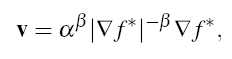 𝐯 = α^β |∇f*|^{−β} ∇f*,